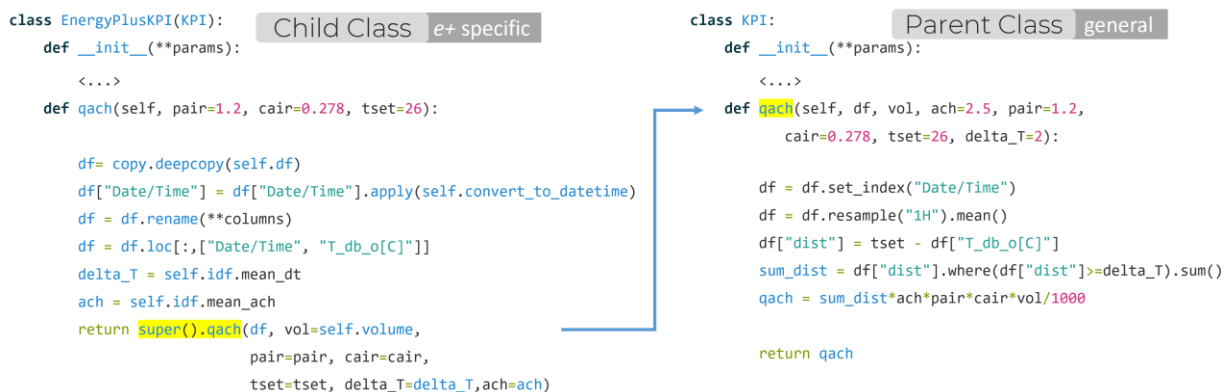 class EnergyPlusKPI(KPI):
Child Class e+ specific
def __init__(**params):
<...>
def qach(self, pair=1.2, cair=0.278, tset=26):
df= copy.deepcopy(self.df)
df["Date/Time"] = df["Date/Time"].apply(self.convert_to_datetime)
df = df.rename(**columns)
df = df.loc[:,["Date/Time", "T_db_o[C]"]]
delta_T = self.idf.mean_dt
ach = self.idf.mean_ach
return super().qach(df, vol=self.volume,
pair=pair, cair=cair,
tset=tset, delta_T=delta_T,ach=ach)
class KPI:
Parent Class general
def __init__(**params):
<...>
def qach(self, df, vol, ach=2.5, pair=1.2,
cair=0.278, tset=26, delta_T=2):
df = df.set_index("Date/Time")
df = df.resample("1H").mean()
df["dist"] = tset - df["T_db_o[C]"]
sum_dist = df["dist"].where(df["dist"]>=delta_T).sum()
qach = sum_dist*ach*pair*cair*vol/1000
return qach